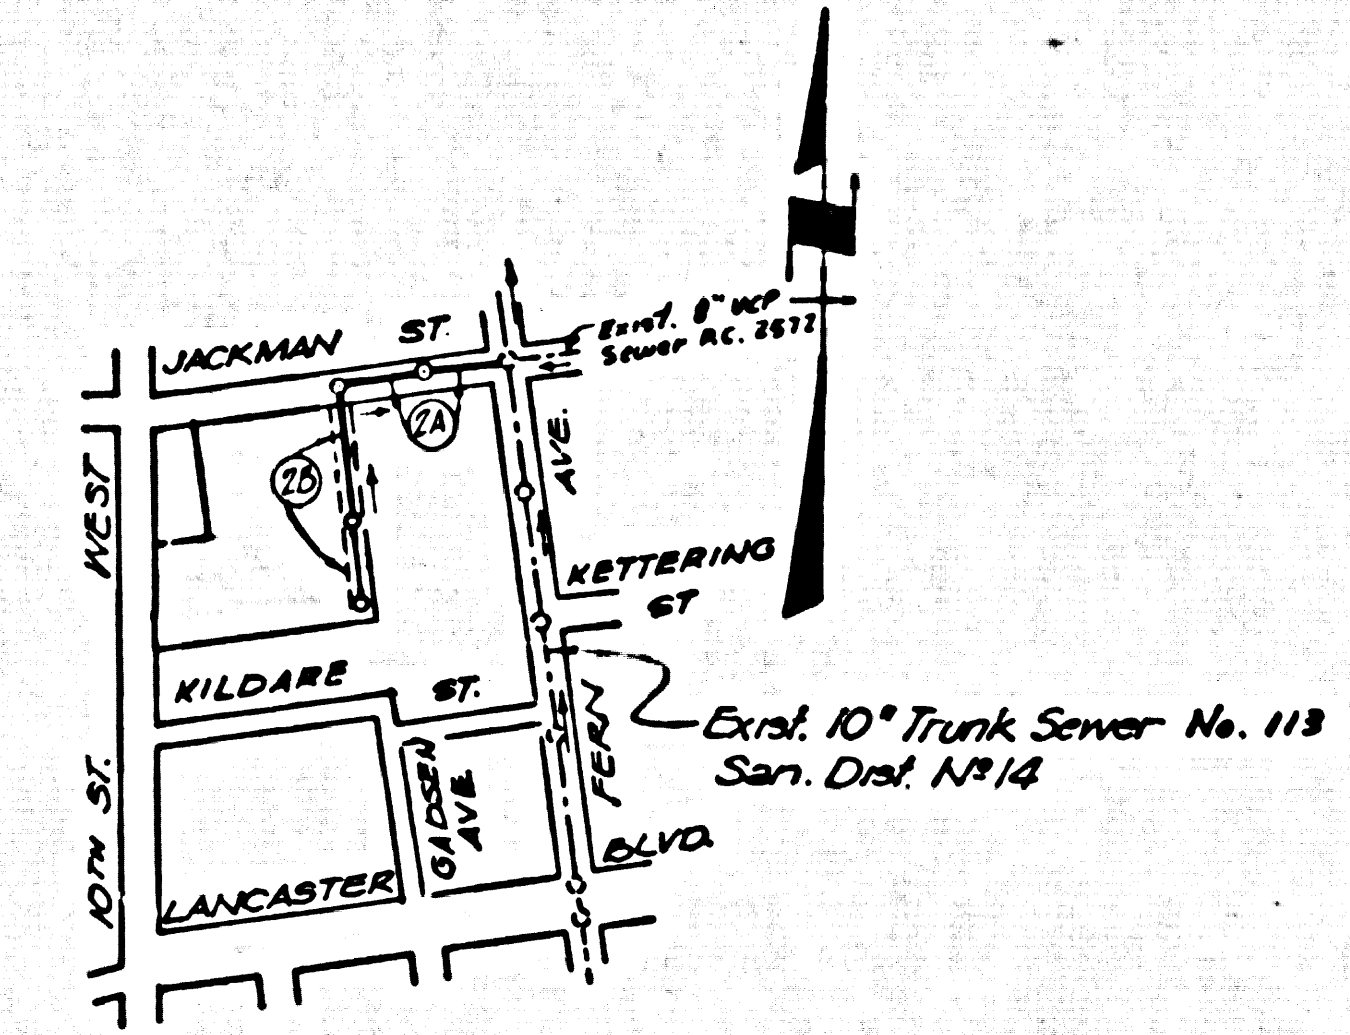 JACKMAN ST.
Exist. 8" VCP
Sewer P.C. 2572
2A
2B
WEST
AVE.
KETTERING
ST
KILDARE ST.
Exist. 10" Trunk Sewer No. 113
San. Dist. Nº 14
FERN
GADSEN
AVE.
10TH ST.
BLVD.
LANCASTER
N